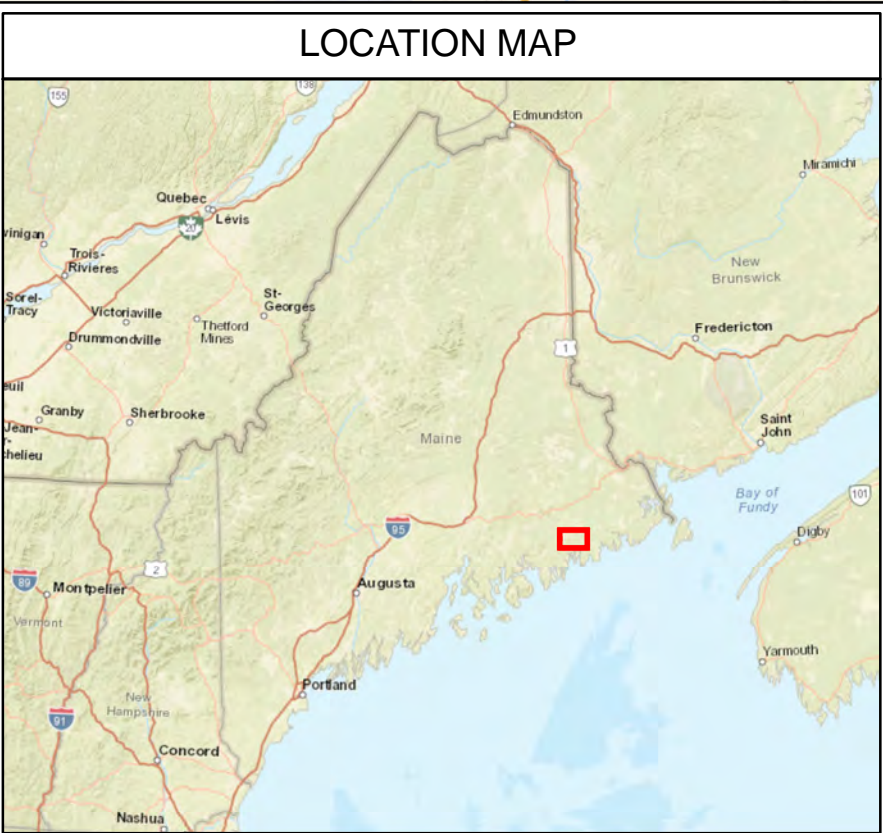 LOCATION MAP
155
138
Edmundston
Miramichi
Quebec
Lévis
20
vinigan
Trois-
Rivieres
New
Brunswick
Sorel-
Tracy
Victoriaville
St-
Georges
Thetford
Mines
Drummondville
Fredericton
1
euil
Granby
Sherbrooke
Jean-
r-
chelieu
Saint
John
Maine
Bay of
Fundy
101
95
Digby
2
89
Montpelier
Augusta
Vermont
Yarmouth
Portland
New
Hampshire
91
Concord
Nashua